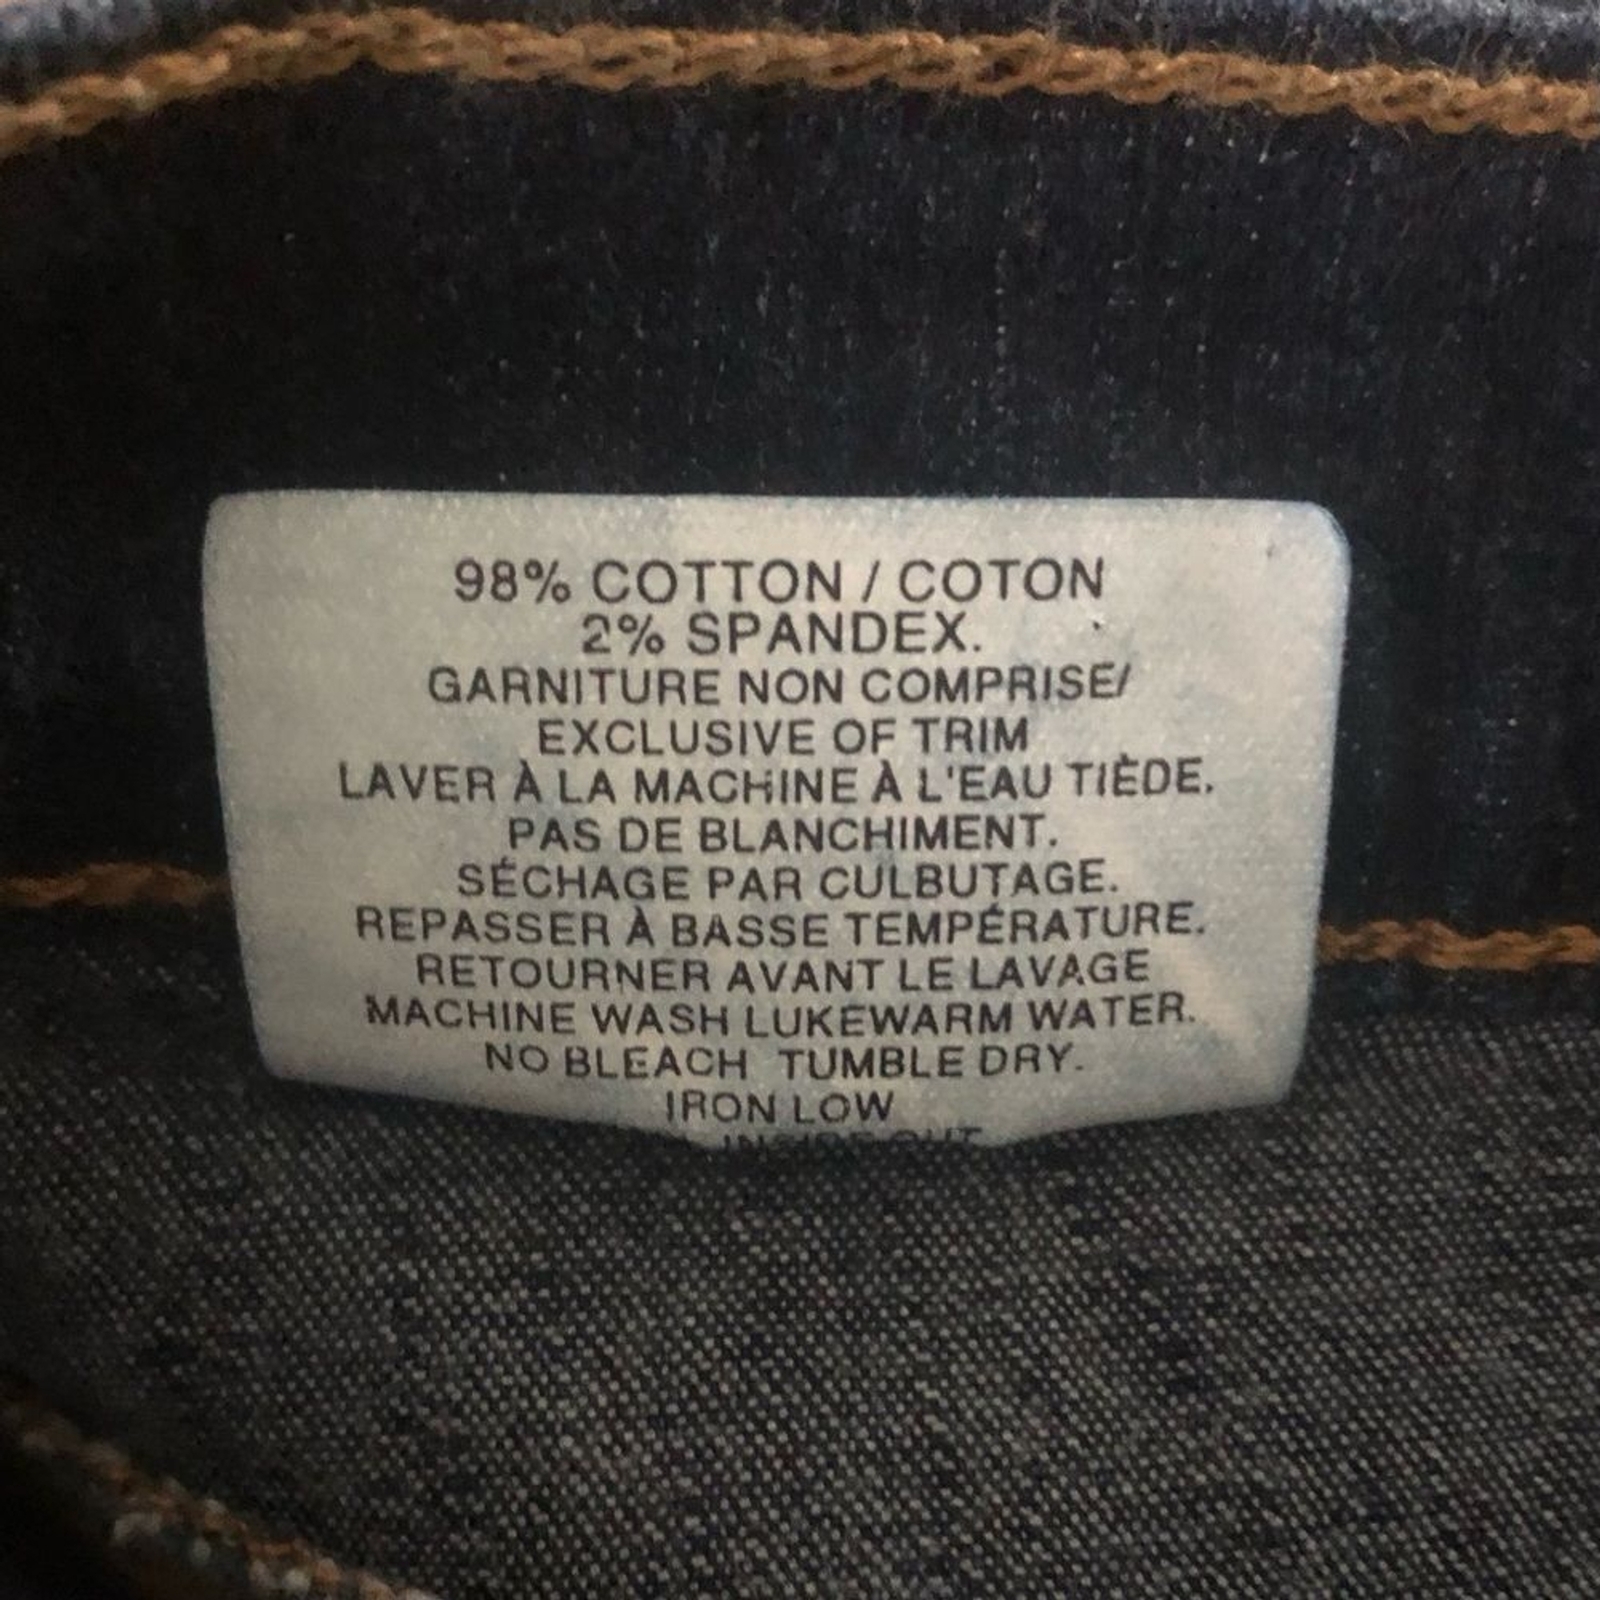 98% COTTON / COTON
2% SPANDEX.
GARNITURE NON COMPRISE/
EXCLUSIVE OF TRIM
LAVER À LA MACHINE À L'EAU TIÈDE.
PAS DE BLANCHIMENT.
SÉCHAGE PAR CULBUTAGE.
REPASSER À BASSE TEMPÉRATURE.
RETOURNER AVANT LE LAVAGE
MACHINE WASH LUKEWARM WATER.
NO BLEACH TUMBLE DRY.
IRON LOW
INSIDE OUT